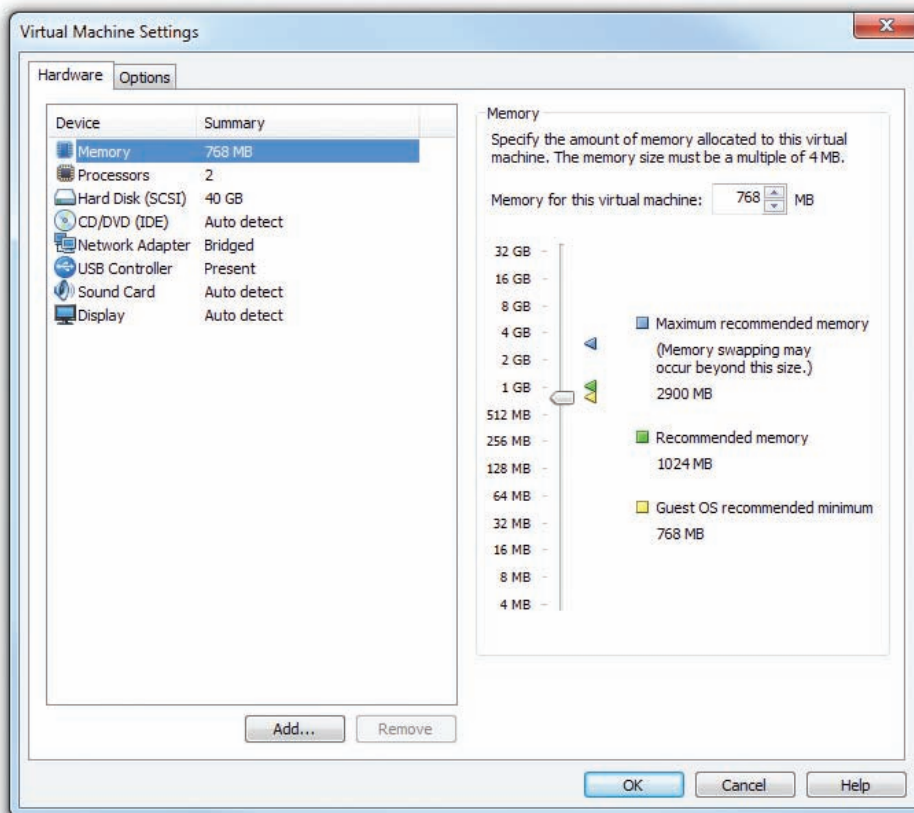 Virtual Machine Settings
Hardware
Options
Device Summary
Memory 768 MB
Processors 2
Hard Disk (SCSI) 40 GB
CD/DVD (IDE) Auto detect
Network Adapter Bridged
USB Controller Present
Sound Card Auto detect
Display Auto detect
Add...
Remove
Memory
Specify the amount of memory allocated to this virtual
machine. The memory size must be a multiple of 4 MB.
Memory for this virtual machine: 768 MB
32 GB
16 GB
8 GB
4 GB
2 GB
1 GB
512 MB
256 MB
128 MB
64 MB
32 MB
16 MB
8 MB
4 MB
Maximum recommended memory
(Memory swapping may
occur beyond this size.)
2900 MB
Recommended memory
1024 MB
Guest OS recommended minimum
768 MB
OK
Cancel
Help